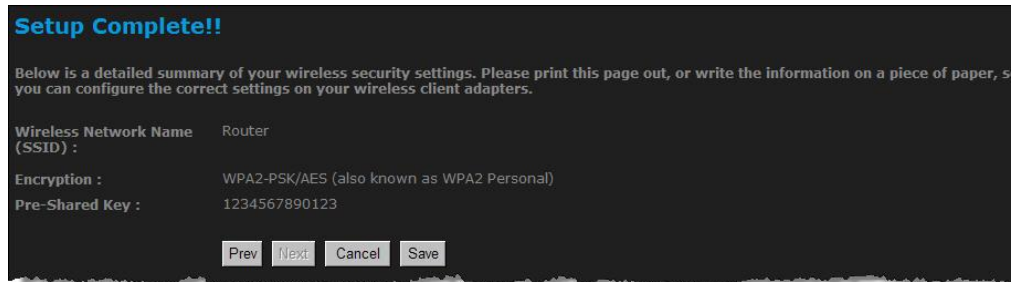 Setup Complete!!
Below is a detailed summary of your wireless security settings. Please print this page out, or write the information on a piece of paper, s
you can configure the correct settings on your wireless client adapters.
Wireless Network Name Router
(SSID) :
Encryption : WPA2-PSK/AES (also known as WPA2 Personal)
Pre-Shared Key : 1234567890123
Prev Next Cancel Save